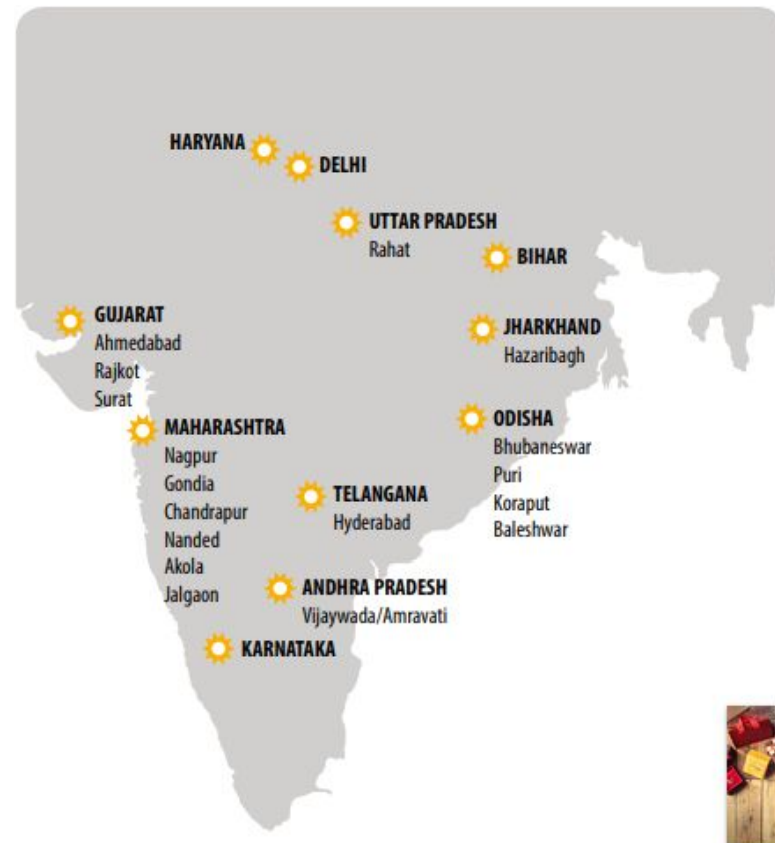 HARYANA
DELHI
UTTAR PRADESH
Rahat
BIHAR
GUJARAT
Ahmedabad
Rajkot
Surat
JHARKHAND
Hazaribagh
MAHARASHTRA
Nagpur
Gondia
Chandrapur
Nanded
Akola
Jalgaon
ODISHA
Bhubaneswar
Puri
Koraput
Baleshwar
TELANGANA
Hyderabad
ANDHRA PRADESH
Vijaywada/Amravati
KARNATAKA